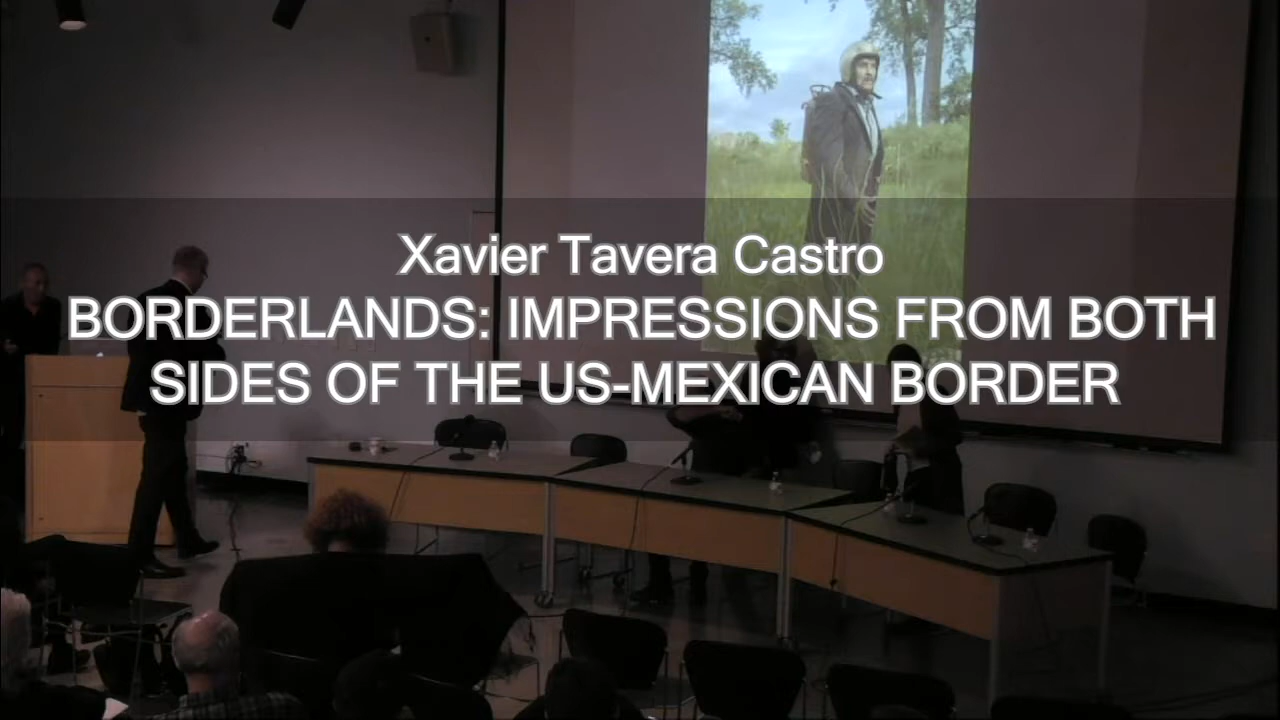 Xavier Tavera Castro
BORDERLANDS: IMPRESSIONS FROM BOTH
SIDES OF THE US-MEXICAN BORDER